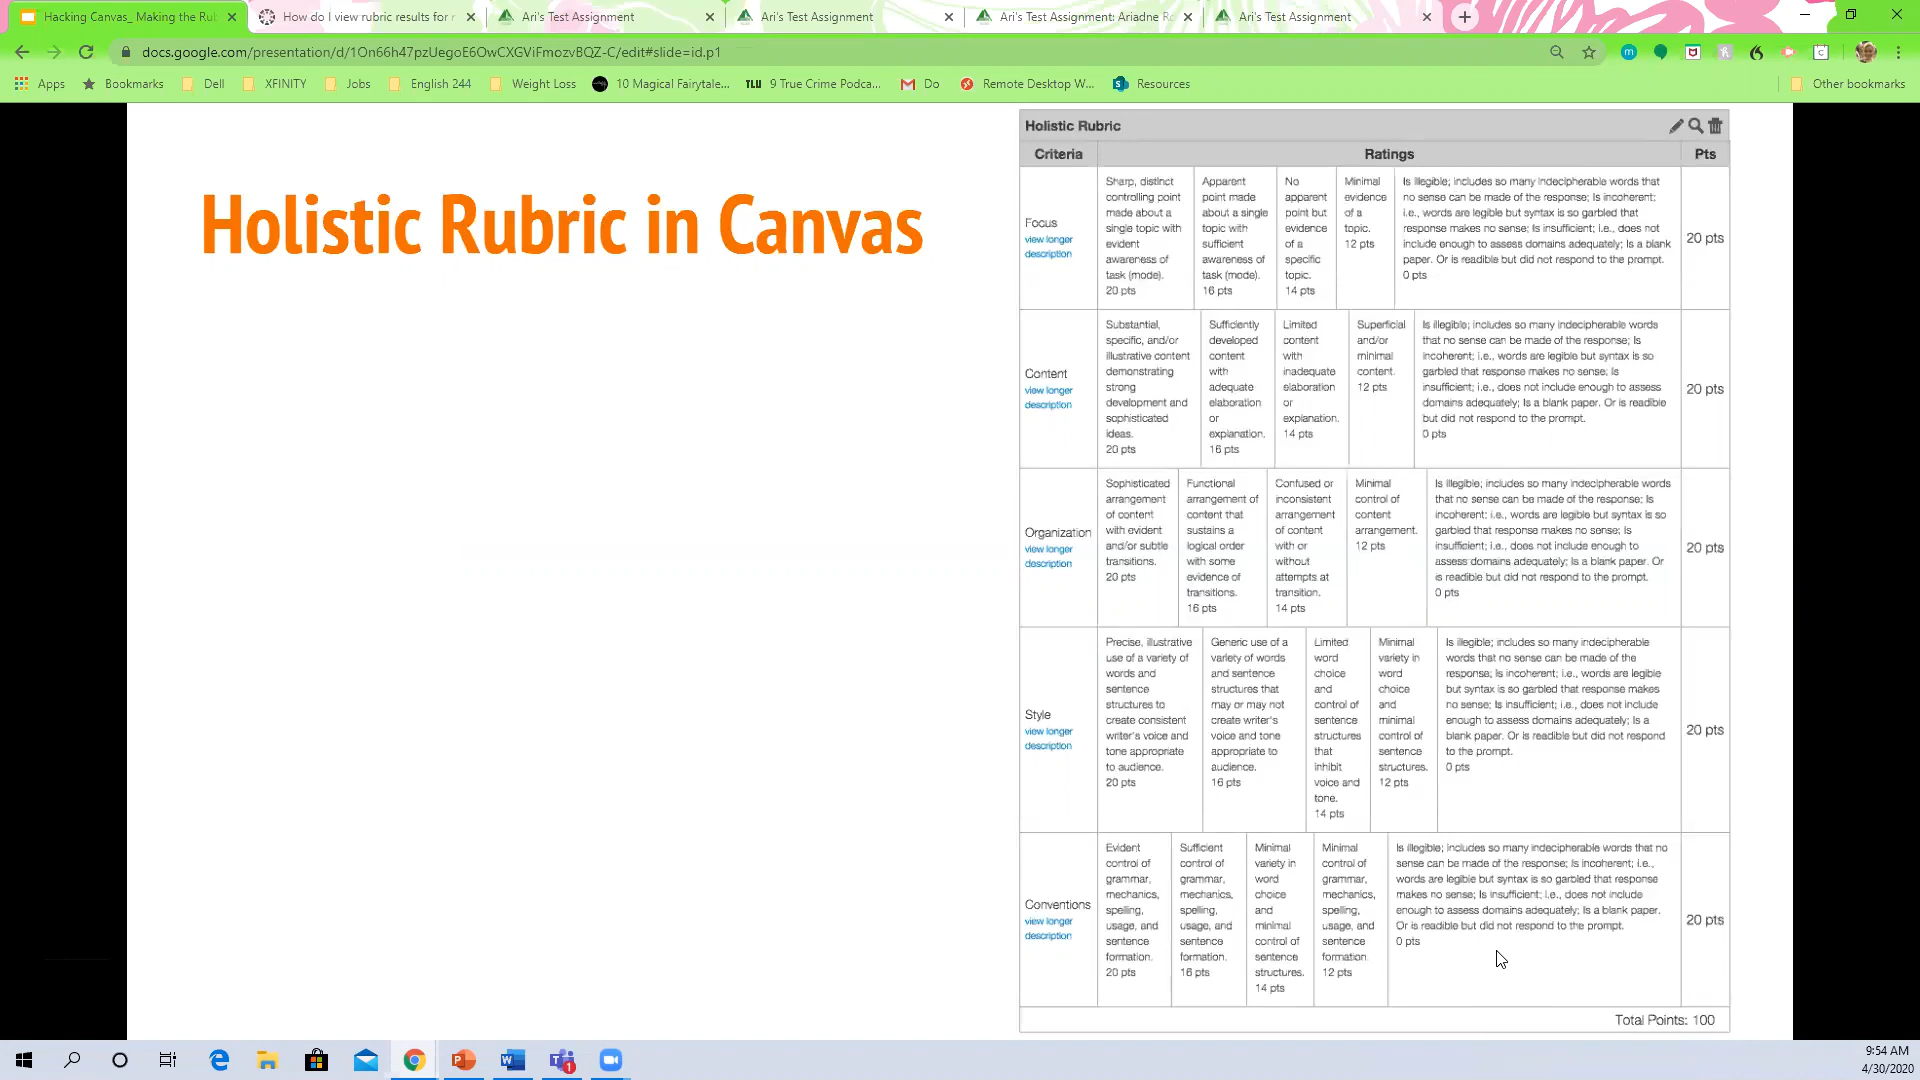 Hacking Canvas_ Making the Rub
How do I view rubric results for r
Ari's Test Assignment
Ari's Test Assignment
Ari's Test Assignment: Ariadne Ro
Ari's Test Assignment
docs.google.com/presentation/d/1On66h47pzUegoE6OwCXGViFmozvBQZ-C/edit#slide=id.p1
Apps
Bookmarks
Dell
XFINITY
Jobs
English 244
Weight Loss
10 Magical Fairytale...
TLU
9 True Crime Podca...
Do
Remote Desktop W...
Resources
Other bookmarks
Holistic Rubric in Canvas
Holistic Rubric
Criteria
Ratings
Pts
Focus
view longer
description
Sharp, distinct
controlling point
made about a
single topic with
evident
awareness of
task (mode).
20 pts
Apparent
point made
about a single
topic with
sufficient
awareness of
task (mode).
16 pts
No
apparent
point but
evidence
of a
specific
topic.
14 pts
Minimal
evidence
of a
topic.
12 pts
Is illegible; includes so many indecipherable words that
no sense can be made of the response; Is incoherent;
i.e., words are legible but syntax is so garbled that
response makes no sense; Is insufficient; i.e., does not
include enough to assess domains adequately; Is a blank
paper. Or is readible but did not respond to the prompt.
0 pts
20 pts
Content
view longer
description
Substantial,
specific, and/or
illustrative content
demonstrating
strong
development and
sophisticated
ideas.
20 pts
Sufficiently
developed
content
with
adequate
elaboration
or
explanation.
16 pts
Limited
content
with
inadequate
elaboration
or
explanation.
14 pts
Superficial
and/or
minimal
content.
12 pts
Is illegible; includes so many indecipherable words
that no sense can be made of the response; Is
incoherent; i.e., words are legible but syntax is so
garbled that response makes no sense; Is
insufficient; i.e., does not include enough to assess
domains adequately; Is a blank paper. Or is readible
but did not respond to the prompt.
0 pts
20 pts
Organization
view longer
description
Sophisticated
arrangement
of content
with evident
and/or subtle
transitions.
20 pts
Functional
arrangement of
content that
sustains a
logical order
with some
evidence of
transitions.
16 pts
Confused or
inconsistent
arrangement
of content
with or
without
attempts at
transition.
14 pts
Minimal
control of
content
arrangement.
12 pts
Is illegible; includes so many indecipherable words
that no sense can be made of the response; Is
incoherent; i.e., words are legible but syntax is so
garbled that response makes no sense; Is
insufficient; i.e., does not include enough to
assess domains adequately; Is a blank paper. Or
is readible but did not respond to the prompt.
0 pts
20 pts
Style
view longer
description
Precise, illustrative
use of a variety of
words and
sentence
structures to
create consistent
writer's voice and
tone appropriate
to audience.
20 pts
Generic use of a
variety of words
and sentence
structures that
may or may not
create writer's
voice and tone
appropriate to
audience.
16 pts
Limited
word
choice
and
control of
sentence
structures
that
inhibit
voice and
tone.
14 pts
Minimal
variety in
word
choice
and
minimal
control of
sentence
structures.
12 pts
Is illegible; includes so many indecipherable
words that no sense can be made of the
response; Is incoherent; i.e., words are legible
but syntax is so garbled that response makes
no sense; Is insufficient; i.e., does not include
enough to assess domains adequately; Is a
blank paper. Or is readible but did not respond
to the prompt.
0 pts
20 pts
Conventions
view longer
description
Evident
control of
grammar,
mechanics,
spelling,
usage, and
sentence
formation.
20 pts
Sufficient
control of
grammar,
mechanics,
spelling,
usage, and
sentence
formation.
16 pts
Minimal
variety in
word
choice
and
minimal
control of
sentence
structures.
14 pts
Minimal
control of
grammar,
mechanics,
spelling,
usage, and
sentence
formation.
12 pts
Is illegible; includes so many indecipherable words that no
sense can be made of the response; Is incoherent; i.e.,
words are legible but syntax is so garbled that response
makes no sense; Is insufficient; i.e., does not include
enough to assess domains adequately; Is a blank paper.
Or is readible but did not respond to the prompt.
0 pts
20 pts
Total Points: 100
9:54 AM
4/30/2020